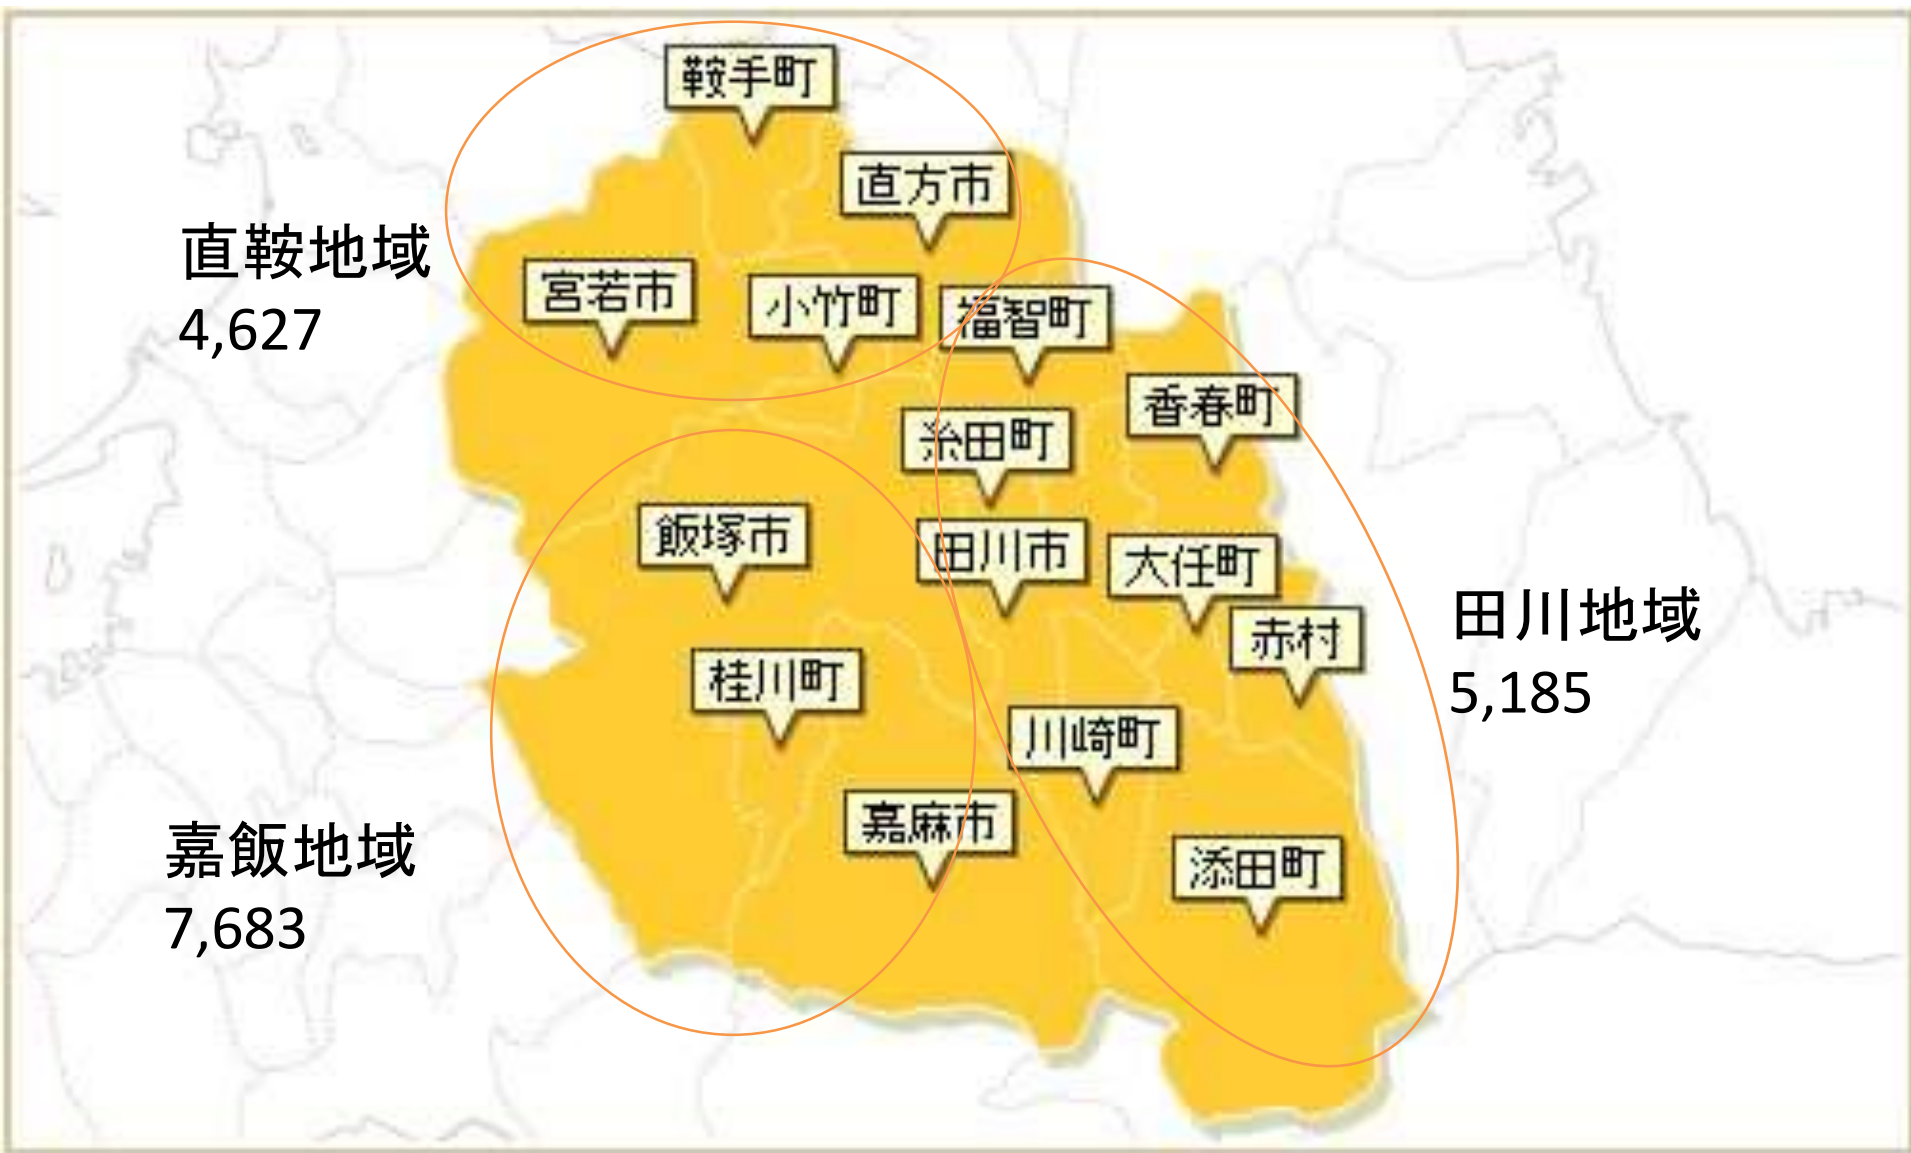 鞍手町
直方市
直鞍地域
4,627
宮若市
小竹町
福智町
香春町
糸田町
飯塚市
田川市
大任町
田川地域
5,185
赤村
桂川町
川崎町
嘉麻市
嘉飯地域
7,683
添田町